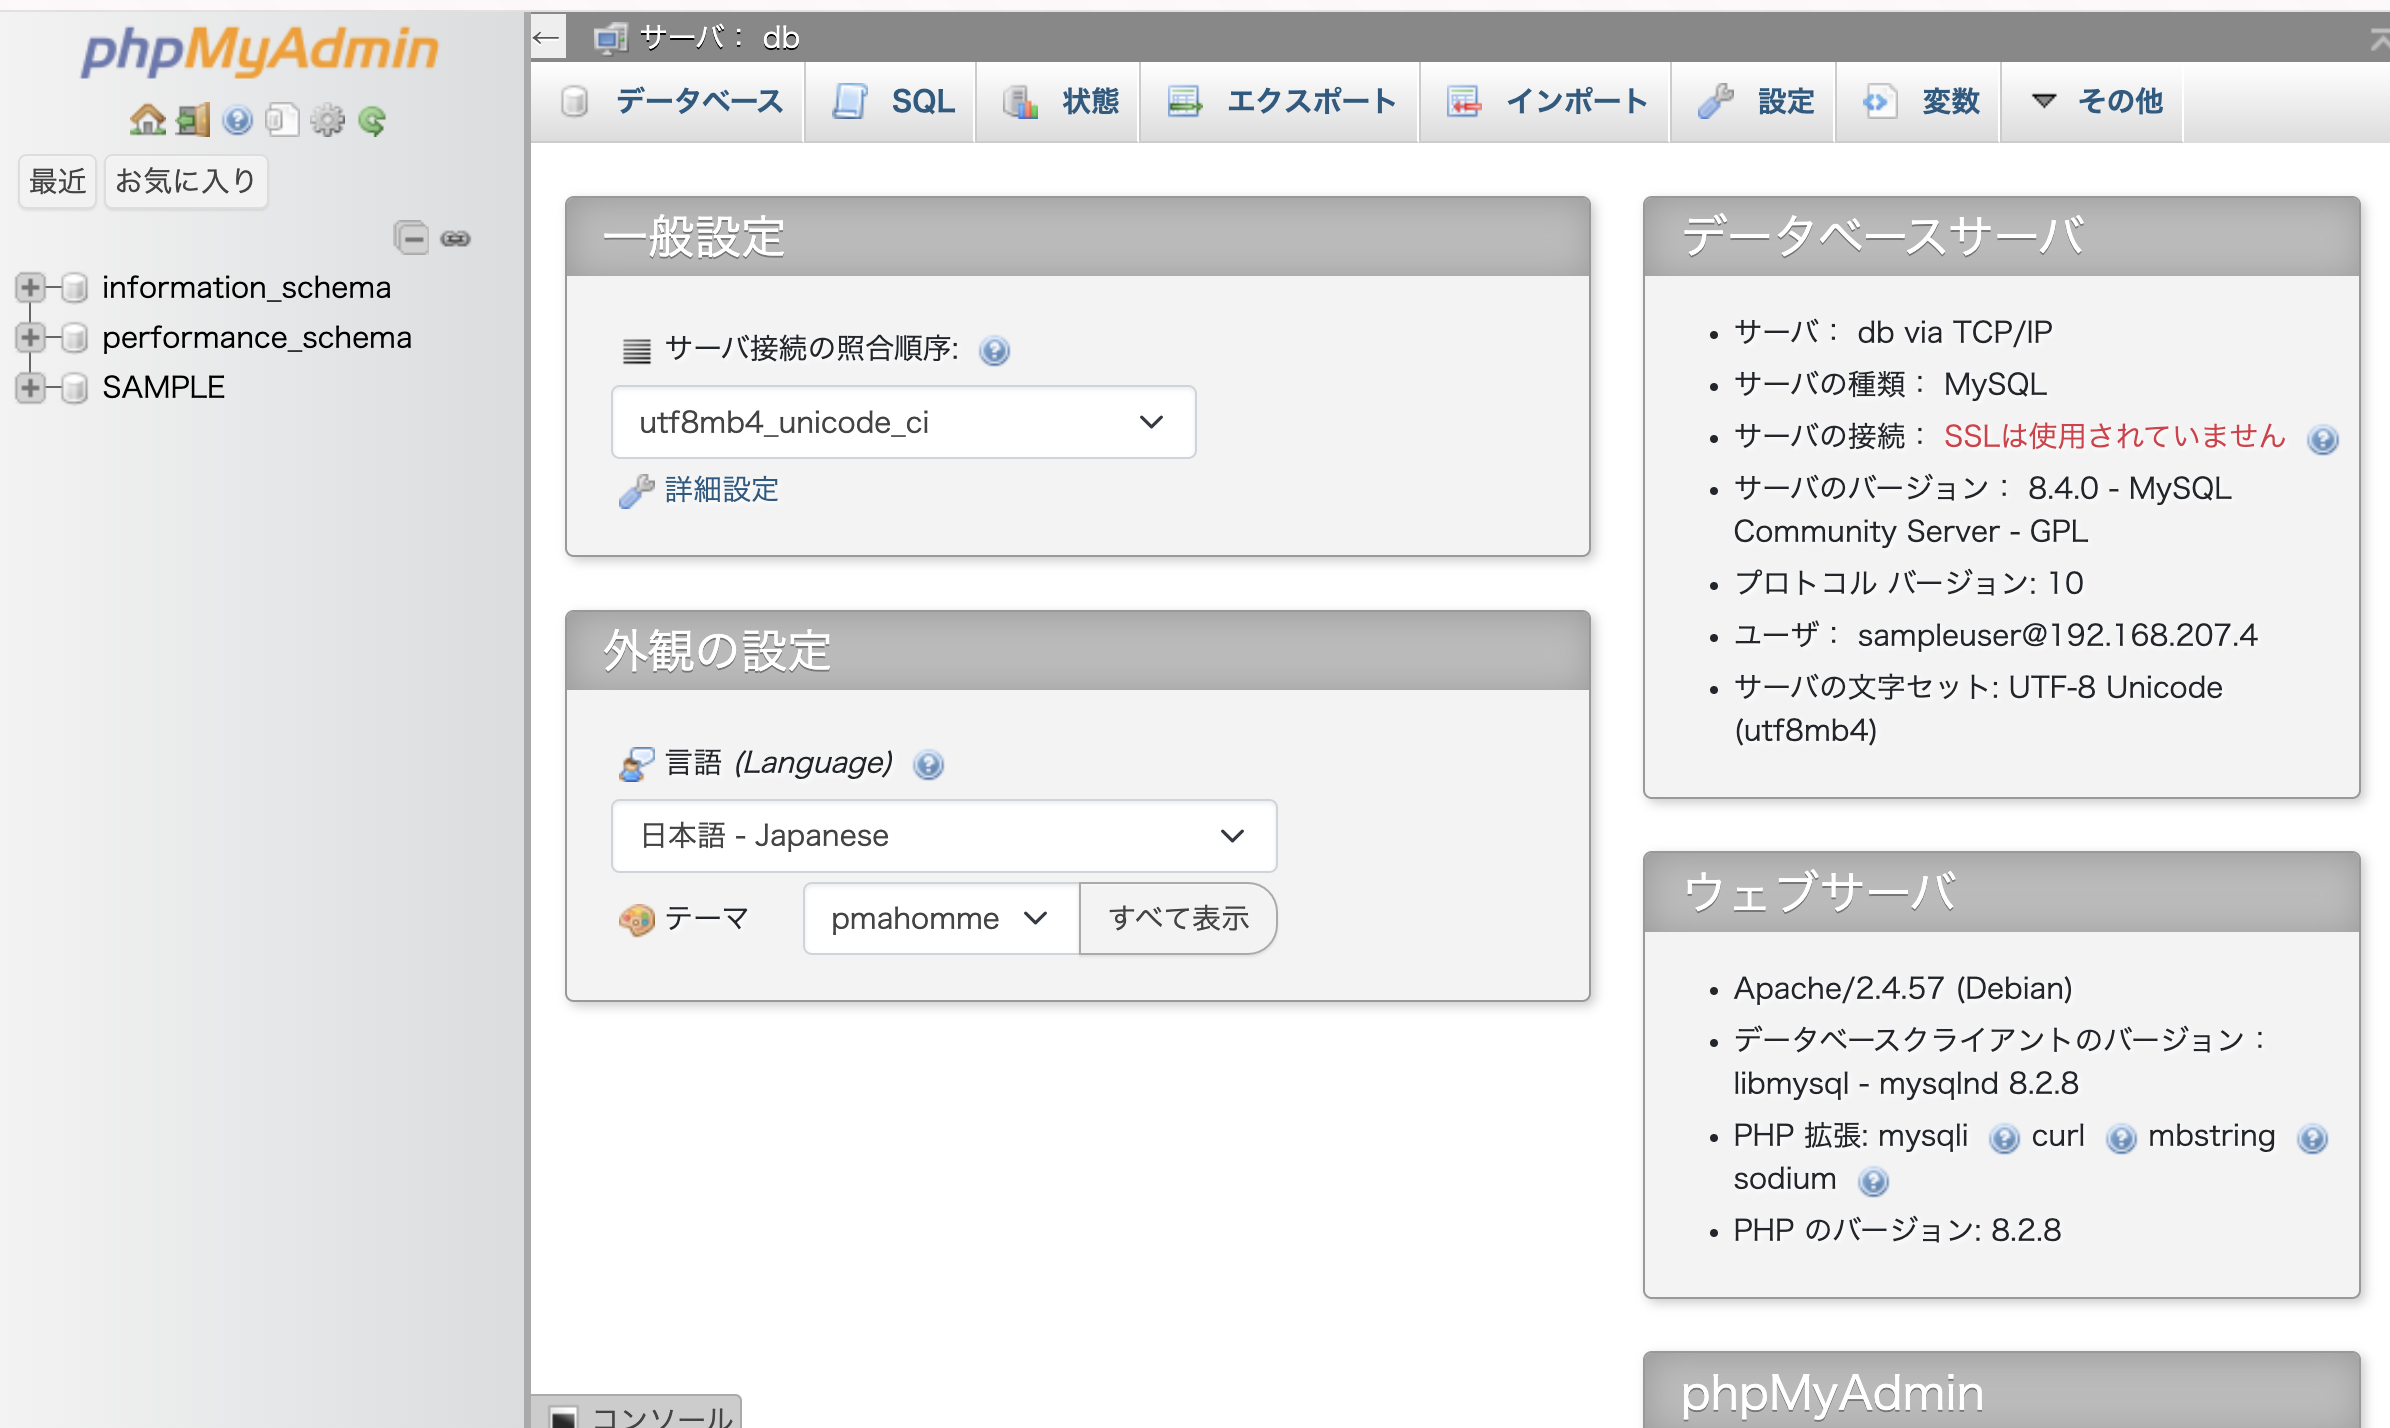 phpMyAdmin
最近 お気に入り
information_schema
performance_schema
SAMPLE
サーバ： db
データベース SQL 状態 エクスポート インポート 設定 変数 その他
一般設定
サーバ接続の照合順序:
utf8mb4_unicode_ci
詳細設定
外観の設定
言語 (Language)
日本語 - Japanese
テーマ pmahomme すべて表示
データベースサーバ
サーバ： db via TCP/IP
サーバの種類： MySQL
サーバの接続： SSLは使用されていません
サーバのバージョン： 8.4.0 - MySQL
Community Server - GPL
プロトコル バージョン: 10
ユーザ： sampleuser@192.168.207.4
サーバの文字セット: UTF-8 Unicode
(utf8mb4)
ウェブサーバ
Apache/2.4.57 (Debian)
データベースクライアントのバージョン：
libmysql - mysqlnd 8.2.8
PHP 拡張: mysqli curl mbstring
sodium
PHP のバージョン: 8.2.8
phpMyAdmin
コンソール